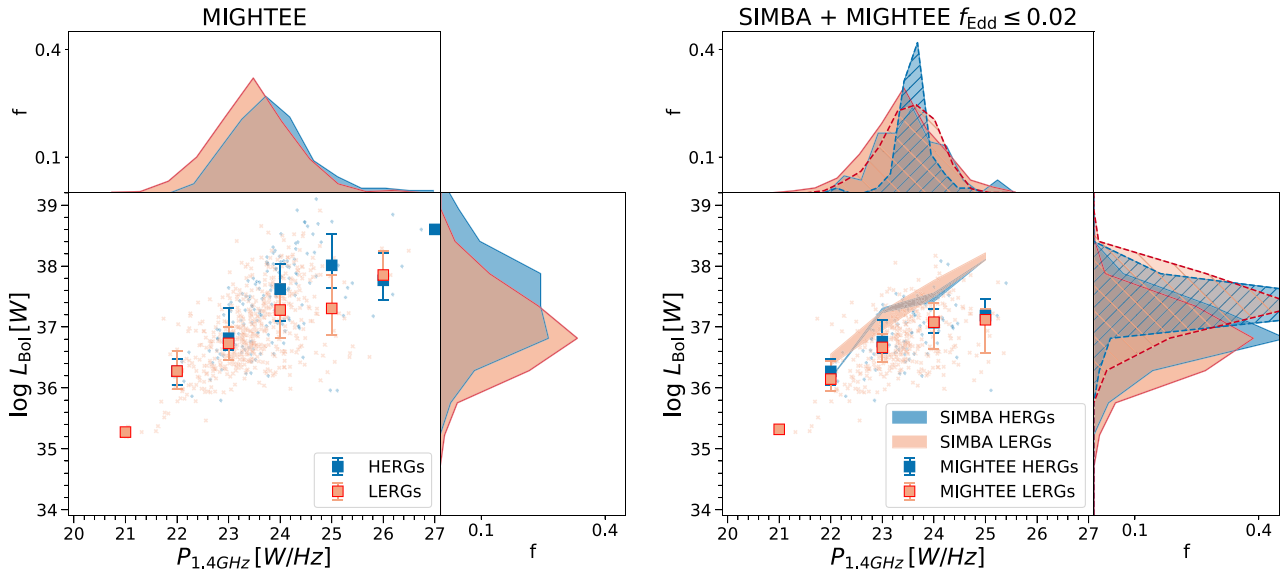 MIGHTEE
0.4
f
0.1
39
38
37
36
35
34
log L_Bol [W]
20 21 22 23 24 25 26 27
P_1,4GHz [W/Hz]
HERGs
LERGs
0.1 0.4
f
SIMBA + MIGHTEE f_Edd ≤ 0.02
0.4
f
0.1
39
38
37
36
35
34
log L_Bol [W]
20 21 22 23 24 25 26 27
P_1,4GHz [W/Hz]
SIMBA HERGs
SIMBA LERGs
MIGHTEE HERGs
MIGHTEE LERGs
0.1 0.4
f